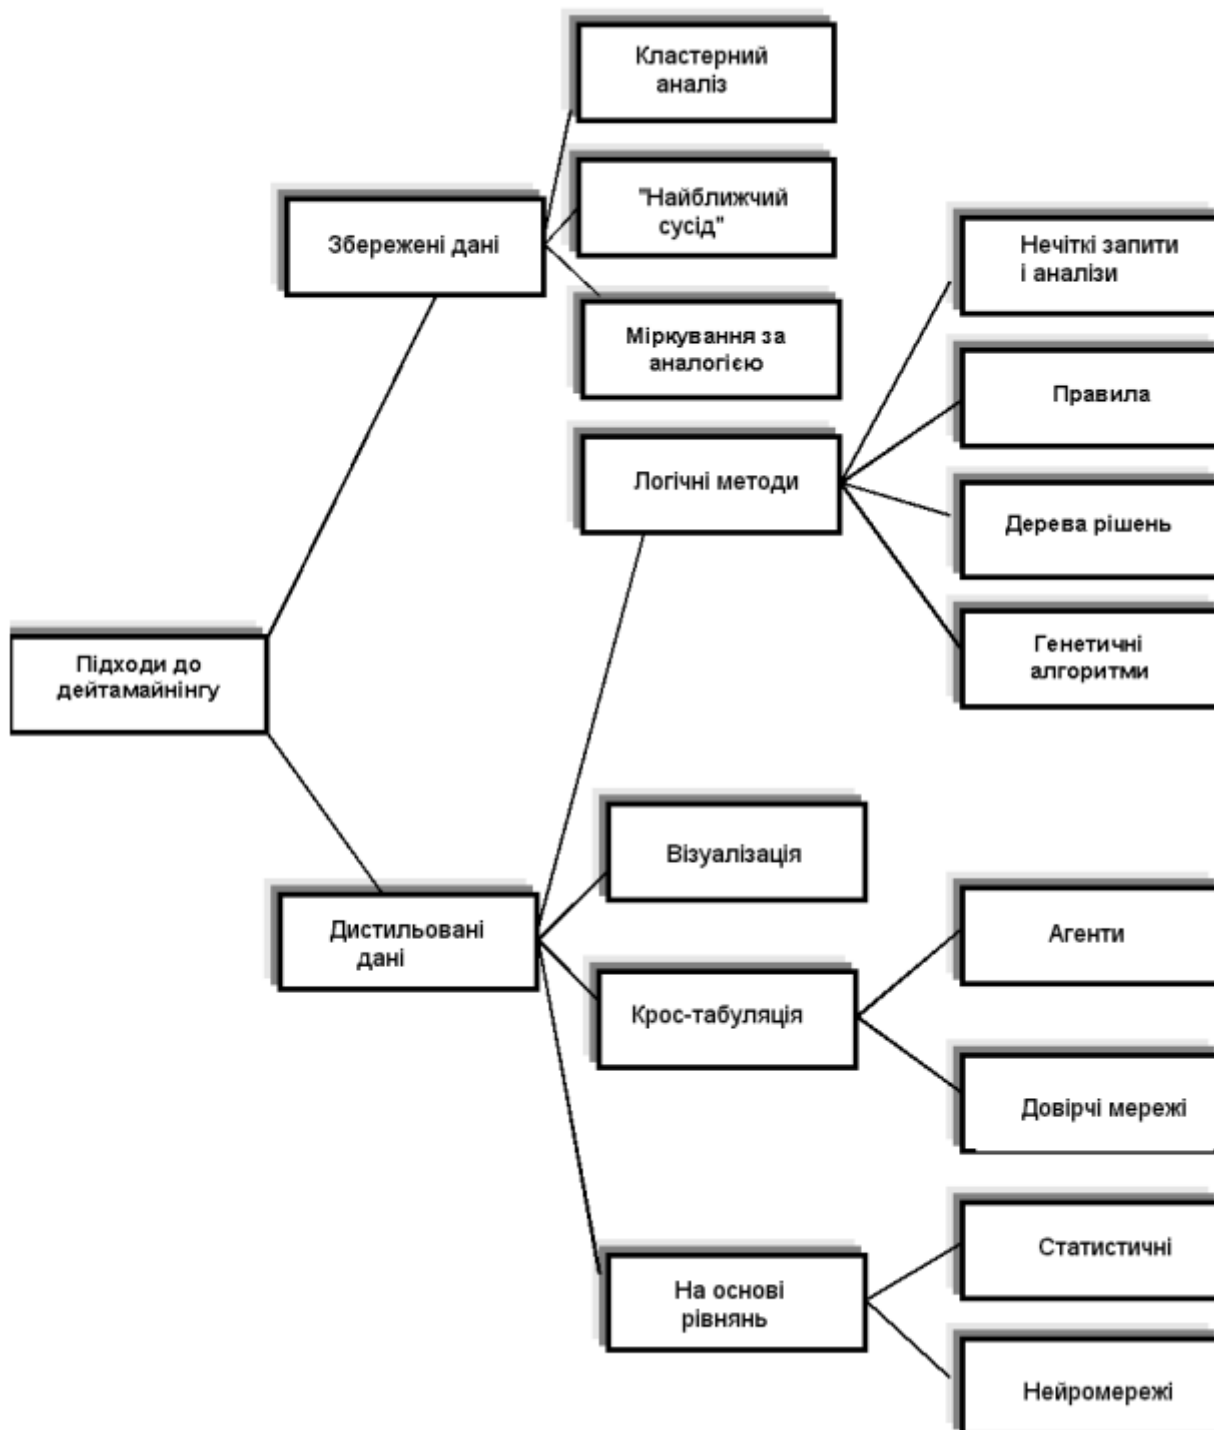 Кластерний
аналіз
"Найближчий
сусід"
Збережені дані
Нечіткі запити
і аналізи
Міркування за
аналогією
Правила
Логічні методи
Дерева рішень
Генетичні
алгоритми
Підходи до
дейтамайнінгу
Візуалізація
Дистильовані
дані
Агенти
Крос-табуляція
Довірчі мережі
Статистичні
На основі
рівнянь
Нейромережі